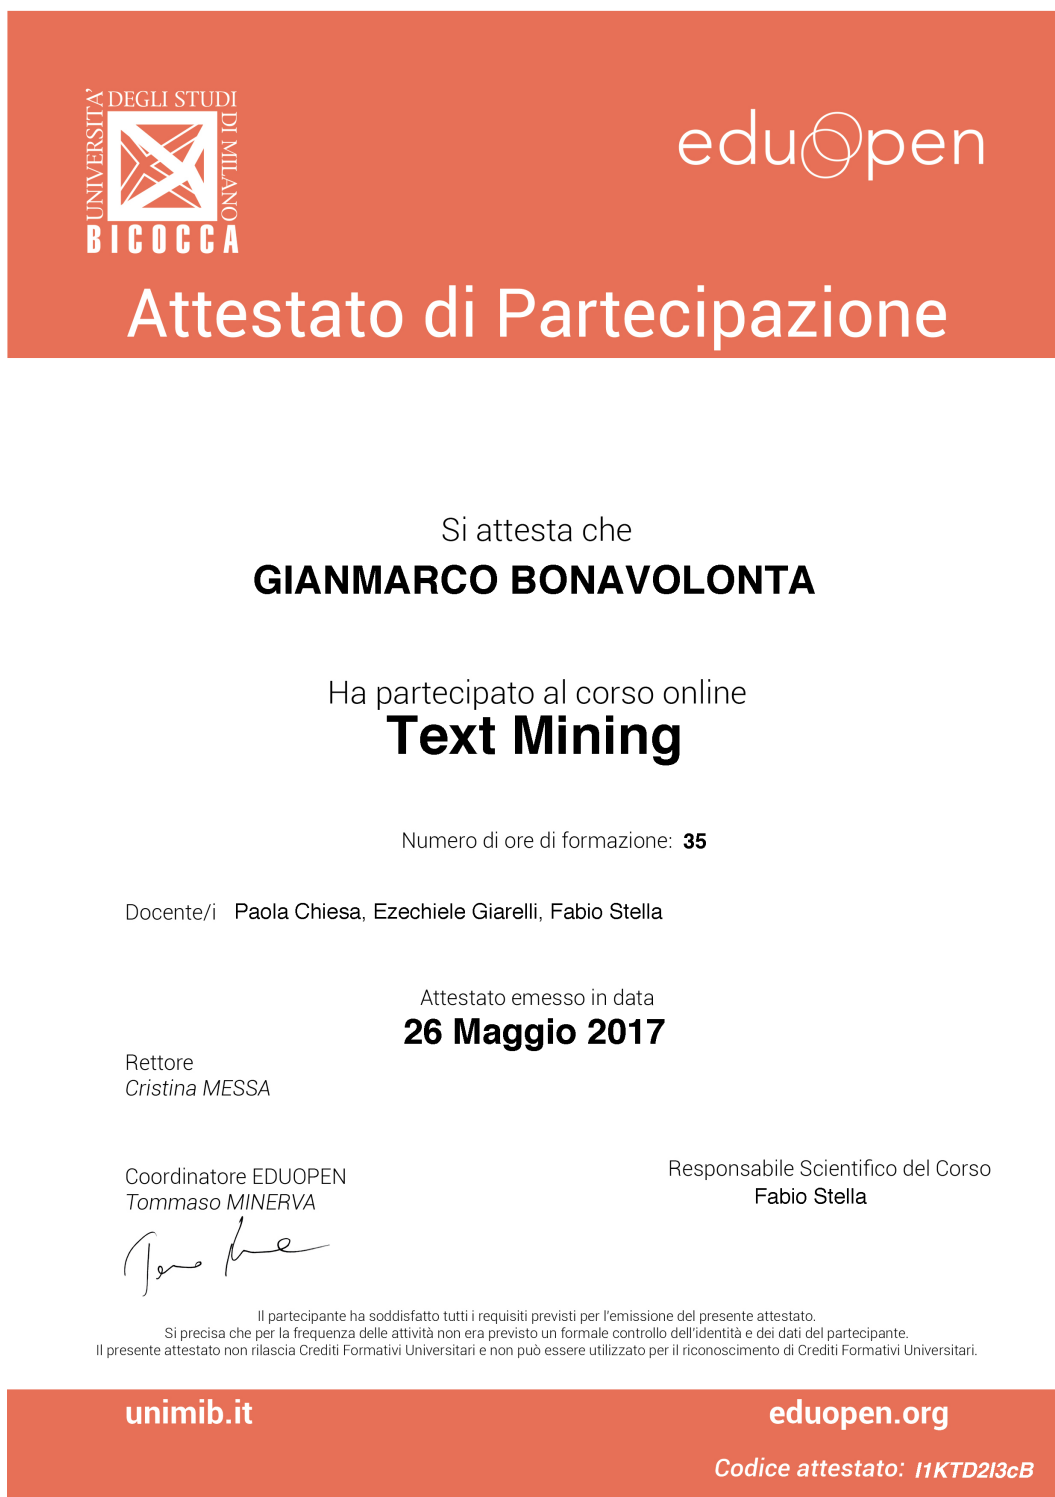 UNIVERSITA' DEGLI STUDI DI MILANO
BICOCCA
eduOpen
Attestato di Partecipazione
Si attesta che
GIANMARCO BONAVOLONTA
Ha partecipato al corso online
Text Mining
Numero di ore di formazione: 35
Docente/i Paola Chiesa, Ezechiele Giarelli, Fabio Stella
Attestato emesso in data
26 Maggio 2017
Rettore
Cristina MESSA
Coordinatore EDUOPEN
Tommaso MINERVA
Responsabile Scientifico del Corso
Fabio Stella
Il partecipante ha soddisfatto tutti i requisiti previsti per l'emissione del presente attestato.
Si precisa che per la frequenza delle attività non era previsto un formale controllo dell'identità e dei dati del partecipante.
Il presente attestato non rilascia Crediti Formativi Universitari e non può essere utilizzato per il riconoscimento di Crediti Formativi Universitari.
unimib.it
eduopen.org
Codice attestato: I1KTD2I3cB